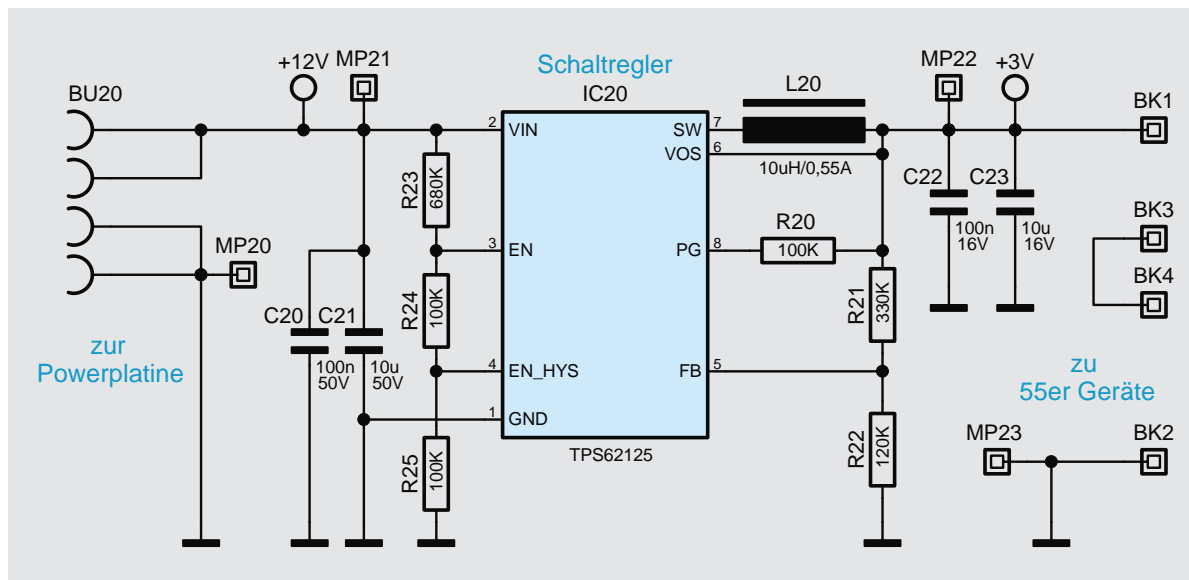 Schaltregler
IC20
+12V
MP21
BU20
MP20
zur
Powerplatine
R23
680K
R24
100K
R25
100K
C20
100n
50V
C21
10u
50V
2
VIN
3
EN
4
EN_HYS
1
GND
SW
7
VOS
6
PG
8
FB
5
TPS62125
L20
10uH/0,55A
R20
100K
R21
330K
R22
120K
MP22
+3V
C22
100n
16V
C23
10u
16V
BK1
BK3
BK4
zu
55er Geräte
MP23
BK2